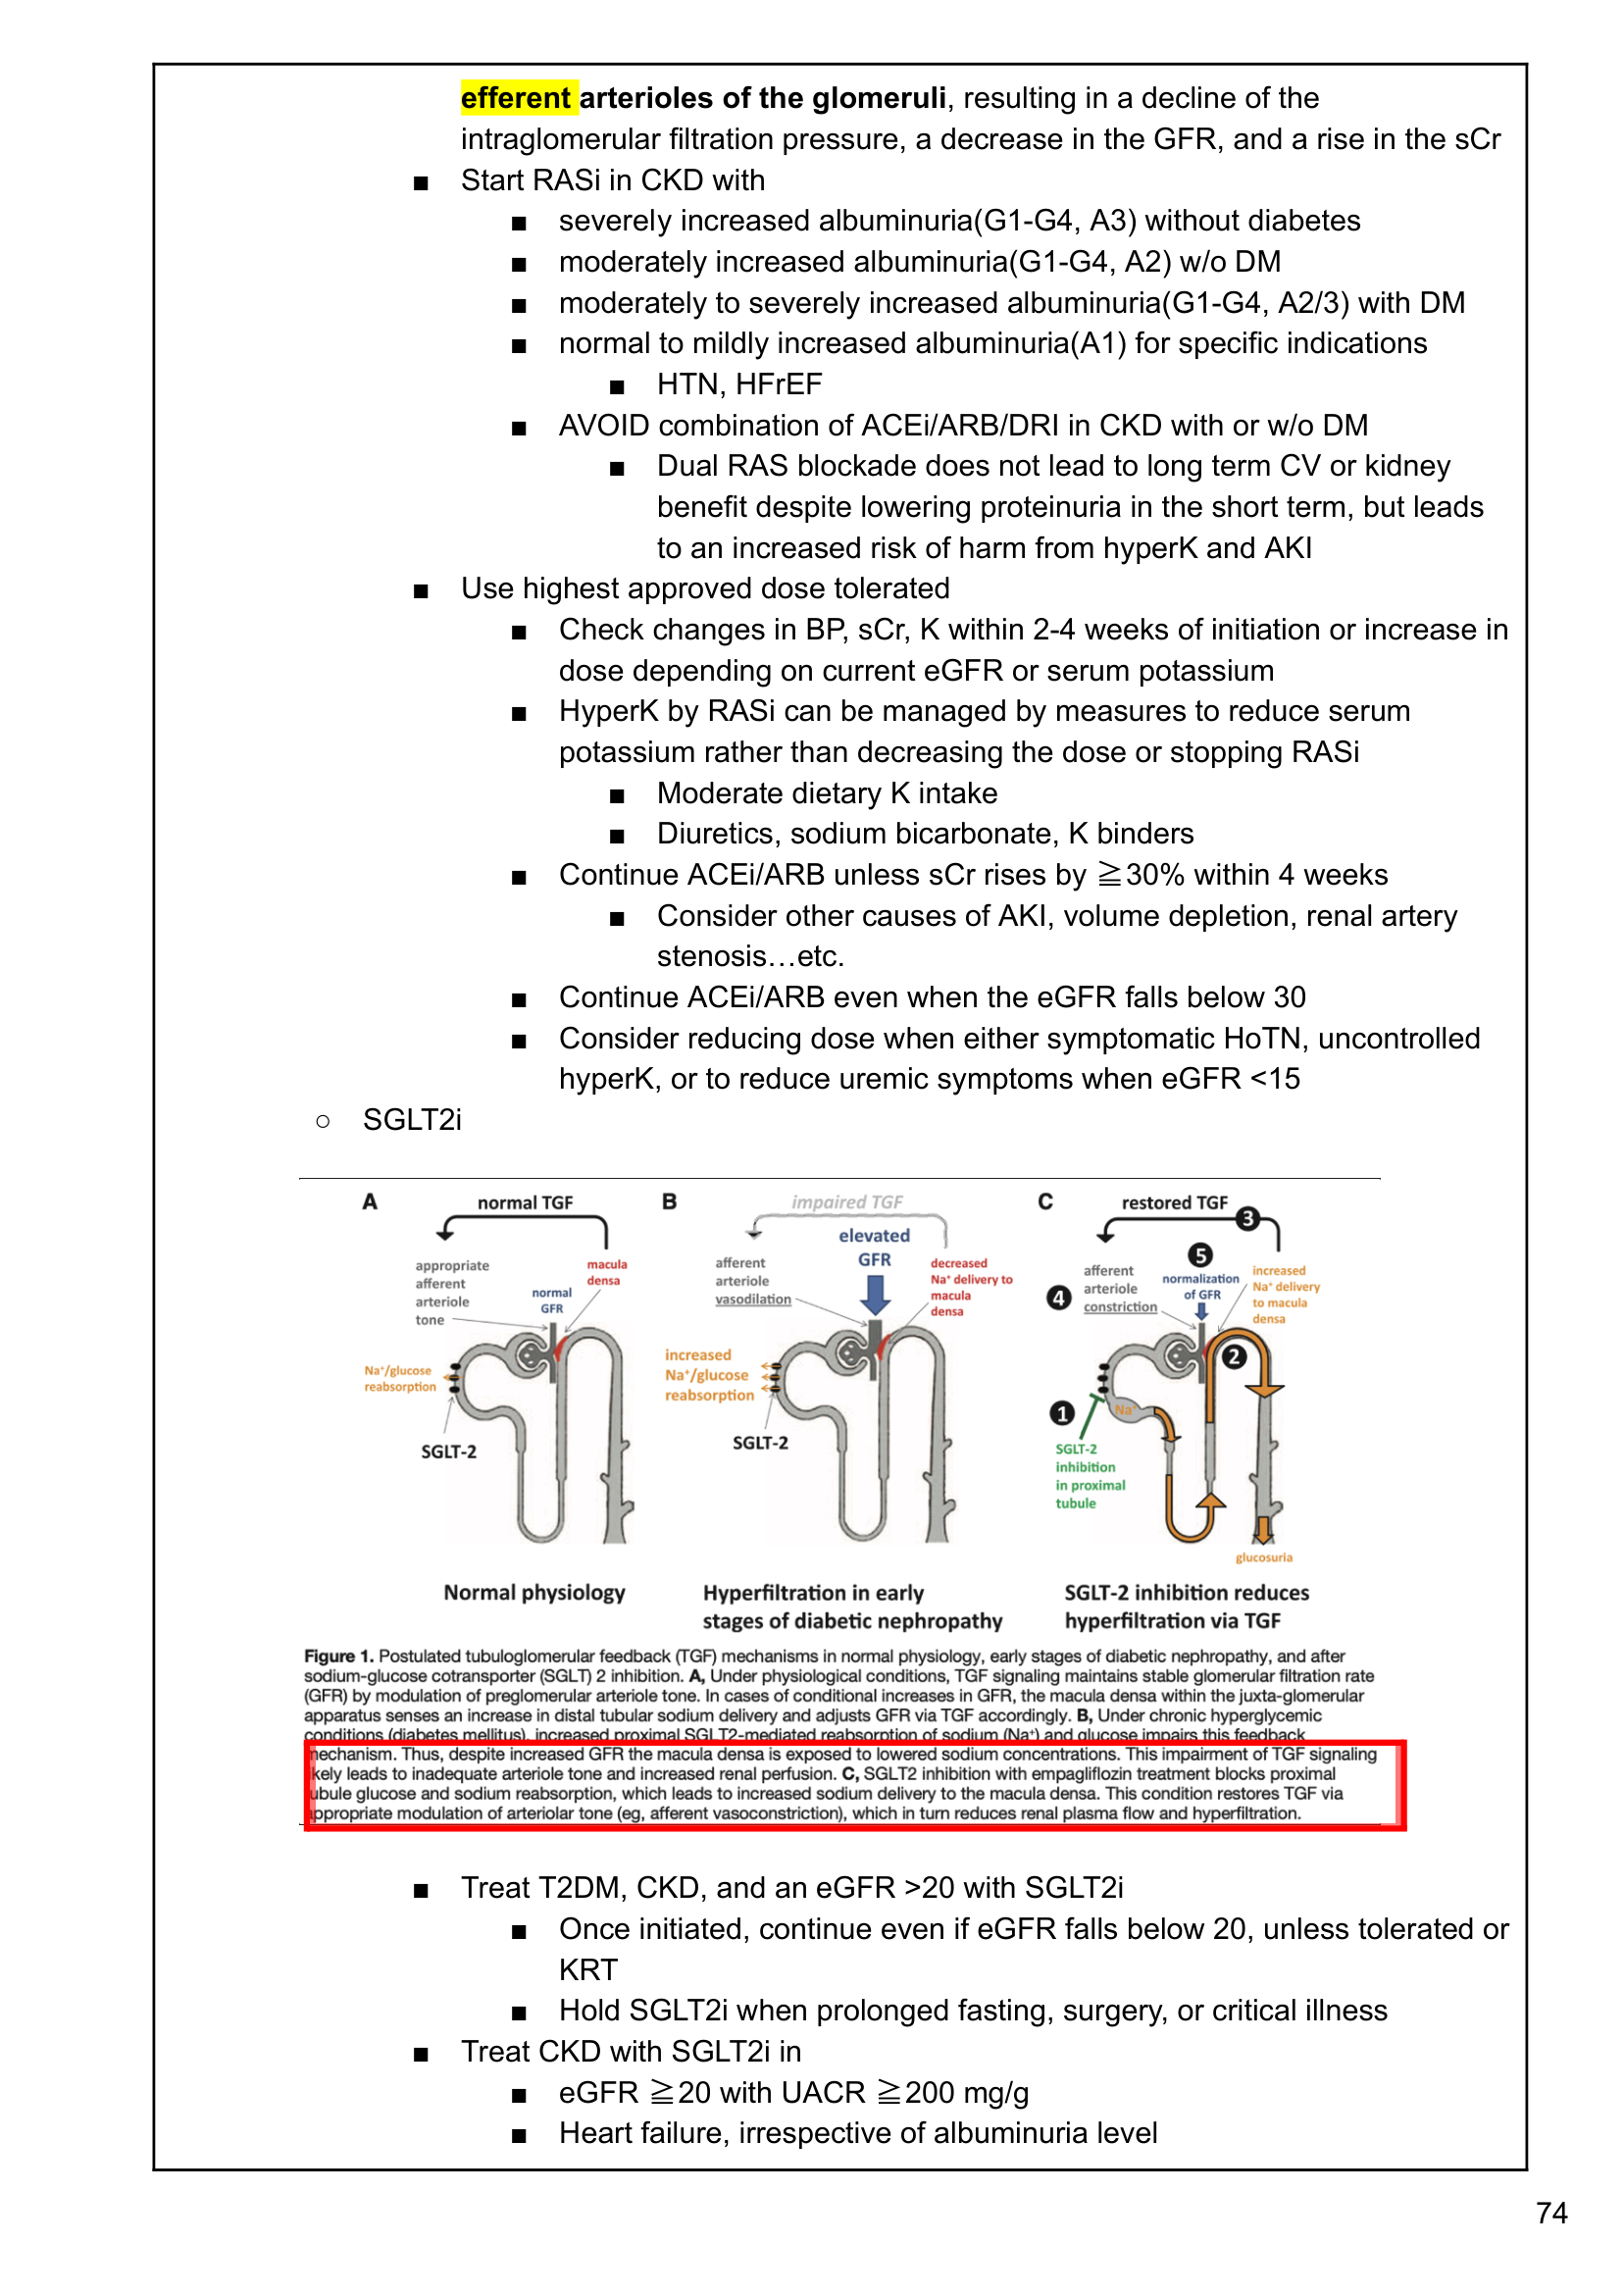 efferent arterioles of the glomeruli, resulting in a decline of the
intraglomerular filtration pressure, a decrease in the GFR, and a rise in the sCr
■ Start RASi in CKD with
■ severely increased albuminuria(G1-G4, A3) without diabetes
■ moderately increased albuminuria(G1-G4, A2) w/o DM
■ moderately to severely increased albuminuria(G1-G4, A2/3) with DM
■ normal to mildly increased albuminuria(A1) for specific indications
■ HTN, HFrEF
■ AVOID combination of ACEi/ARB/DRI in CKD with or w/o DM
■ Dual RAS blockade does not lead to long term CV or kidney
benefit despite lowering proteinuria in the short term, but leads
to an increased risk of harm from hyperK and AKI
■ Use highest approved dose tolerated
■ Check changes in BP, sCr, K within 2-4 weeks of initiation or increase in
dose depending on current eGFR or serum potassium
■ HyperK by RASi can be managed by measures to reduce serum
potassium rather than decreasing the dose or stopping RASi
■ Moderate dietary K intake
■ Diuretics, sodium bicarbonate, K binders
■ Continue ACEi/ARB unless sCr rises by ≧30% within 4 weeks
■ Consider other causes of AKI, volume depletion, renal artery
stenosis…etc.
■ Continue ACEi/ARB even when the eGFR falls below 30
■ Consider reducing dose when either symptomatic HoTN, uncontrolled
hyperK, or to reduce uremic symptoms when eGFR <15
○ SGLT2i
A
normal TGF
appropriate
afferent
arteriole
tone
normal
GFR
macula
densa
Na⁺/glucose
reabsorption
SGLT-2
Normal physiology
B
impaired TGF
elevated
GFR
afferent
arteriole
vasodilation
decreased
Na⁺ delivery to
macula
densa
increased
Na⁺/glucose
reabsorption
SGLT-2
Hyperfiltration in early
stages of diabetic nephropathy
C
restored TGF
3
5
4
afferent
arteriole
constriction
normalization
of GFR
increased
Na⁺ delivery
to macula
densa
2
1
Na⁺
SGLT-2
inhibition
in proximal
tubule
glucosuria
SGLT-2 inhibition reduces
hyperfiltration via TGF
Figure 1. Postulated tubuloglomerular feedback (TGF) mechanisms in normal physiology, early stages of diabetic nephropathy, and after
sodium-glucose cotransporter (SGLT) 2 inhibition. A, Under physiological conditions, TGF signaling maintains stable glomerular filtration rate
(GFR) by modulation of preglomerular arteriole tone. In cases of conditional increases in GFR, the macula densa within the juxta-glomerular
apparatus senses an increase in distal tubular sodium delivery and adjusts GFR via TGF accordingly. B, Under chronic hyperglycemic
conditions (diabetes mellitus), increased proximal SGLT2-mediated reabsorption of sodium (Na⁺) and glucose impairs this feedback
mechanism. Thus, despite increased GFR the macula densa is exposed to lowered sodium concentrations. This impairment of TGF signaling
likely leads to inadequate arteriole tone and increased renal perfusion. C, SGLT2 inhibition with empagliflozin treatment blocks proximal
tubule glucose and sodium reabsorption, which leads to increased sodium delivery to the macula densa. This condition restores TGF via
appropriate modulation of arteriolar tone (eg, afferent vasoconstriction), which in turn reduces renal plasma flow and hyperfiltration.
■ Treat T2DM, CKD, and an eGFR >20 with SGLT2i
■ Once initiated, continue even if eGFR falls below 20, unless tolerated or
KRT
■ Hold SGLT2i when prolonged fasting, surgery, or critical illness
■ Treat CKD with SGLT2i in
■ eGFR ≧20 with UACR ≧200 mg/g
■ Heart failure, irrespective of albuminuria level
74